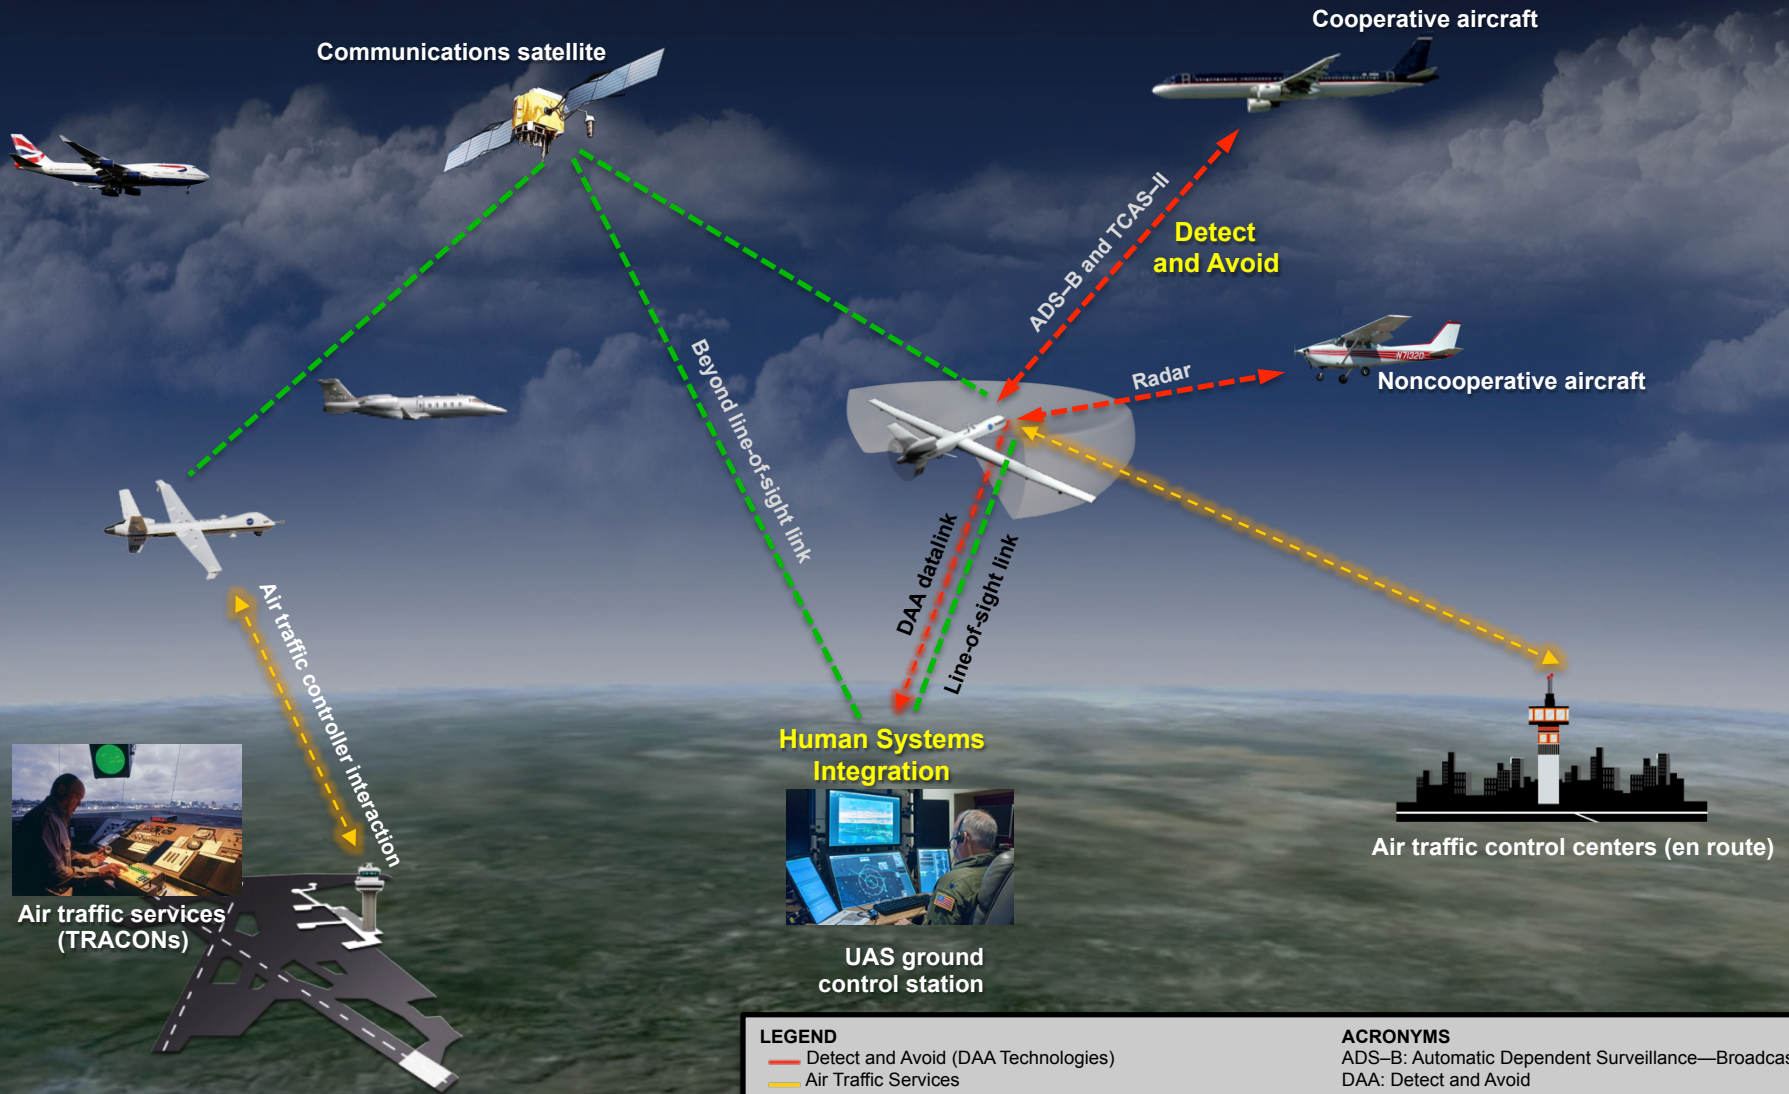 Cooperative aircraft
Communications satellite
ADS–B and TCAS–II
Detect
and Avoid
Radar
N7132D
Noncooperative aircraft
Beyond line-of-sight link
DAA datalink
Line-of-sight link
Air traffic controller interaction
Human Systems
Integration
Air traffic control centers (en route)
Air traffic services
(TRACONs)
UAS ground
control station
LEGEND
Detect and Avoid (DAA Technologies)
Air Traffic Services
ACRONYMS
ADS–B: Automatic Dependent Surveillance—Broadcas
DAA: Detect and Avoid